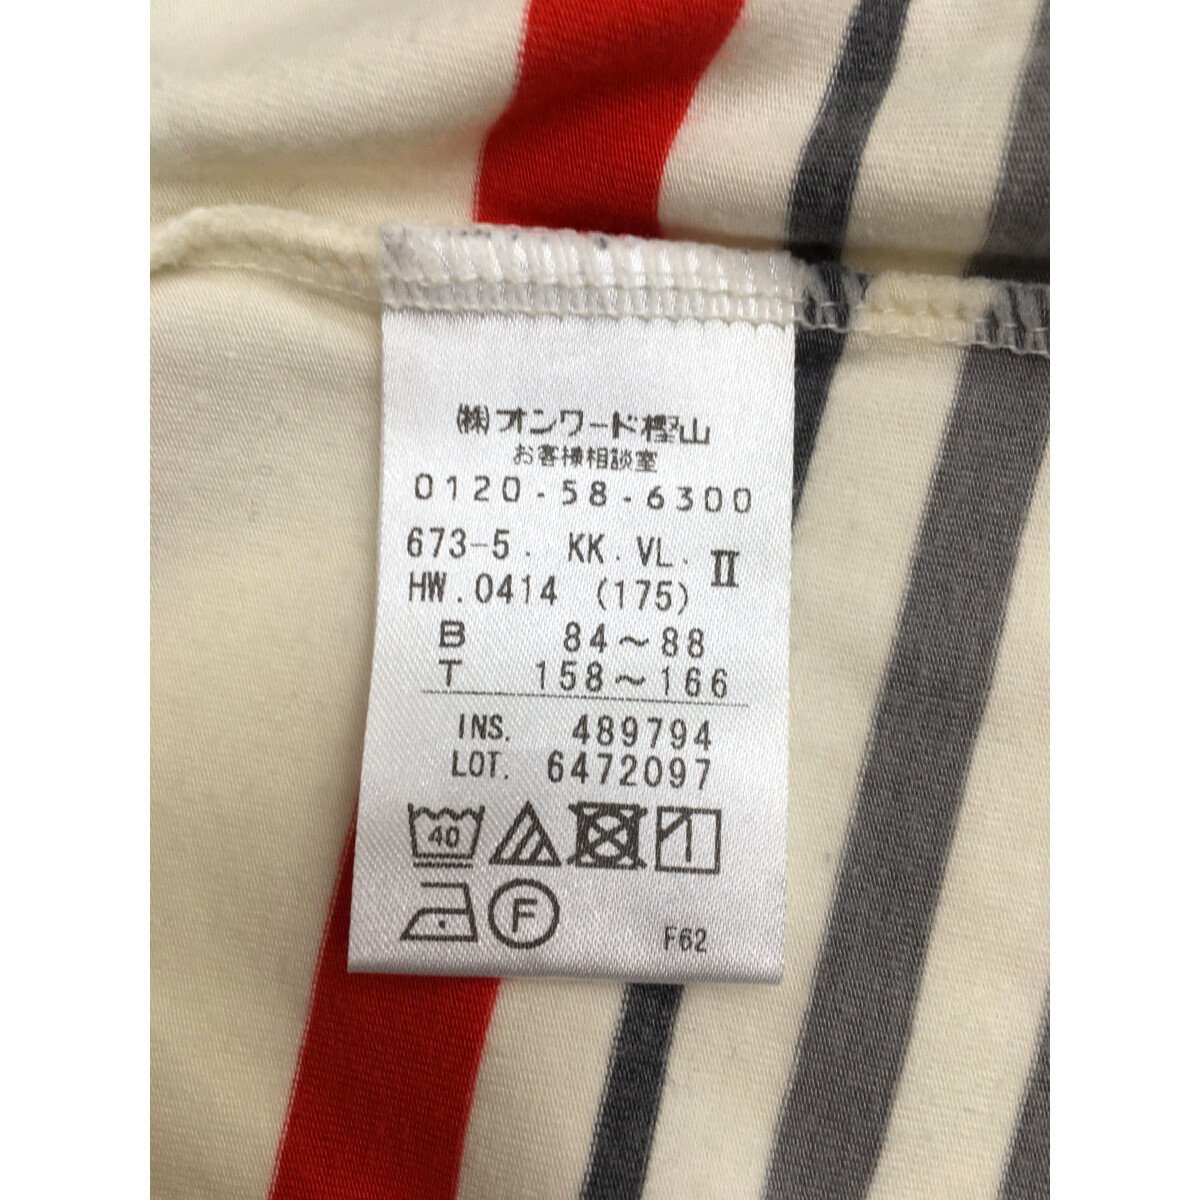 (株)オンワード樫山
お客様相談室
0120-58-6300
673-5. KK.VL. II
HW.0414 (175)
B 84~88
T 158~166
INS. 489794
LOT. 6472097
40
F
F62